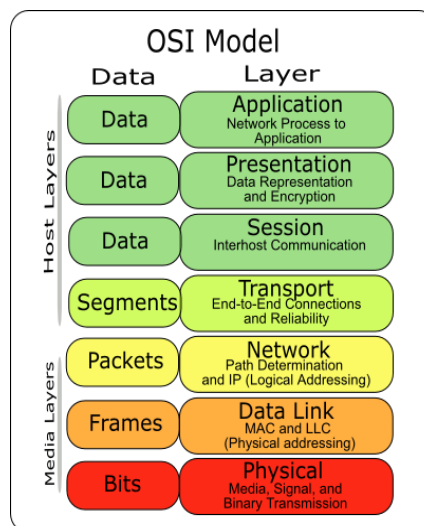 OSI Model
Data Layer
Host Layers
Data
Application
Network Process to
Application
Data
Presentation
Data Representation
and Encryption
Data
Session
Interhost Communication
Segments
Transport
End-to-End Connections
and Reliability
Media Layers
Packets
Network
Path Determination
and IP (Logical Addressing)
Frames
Data Link
MAC and LLC
(Physical addressing)
Bits
Physical
Media, Signal, and
Binary Transmission